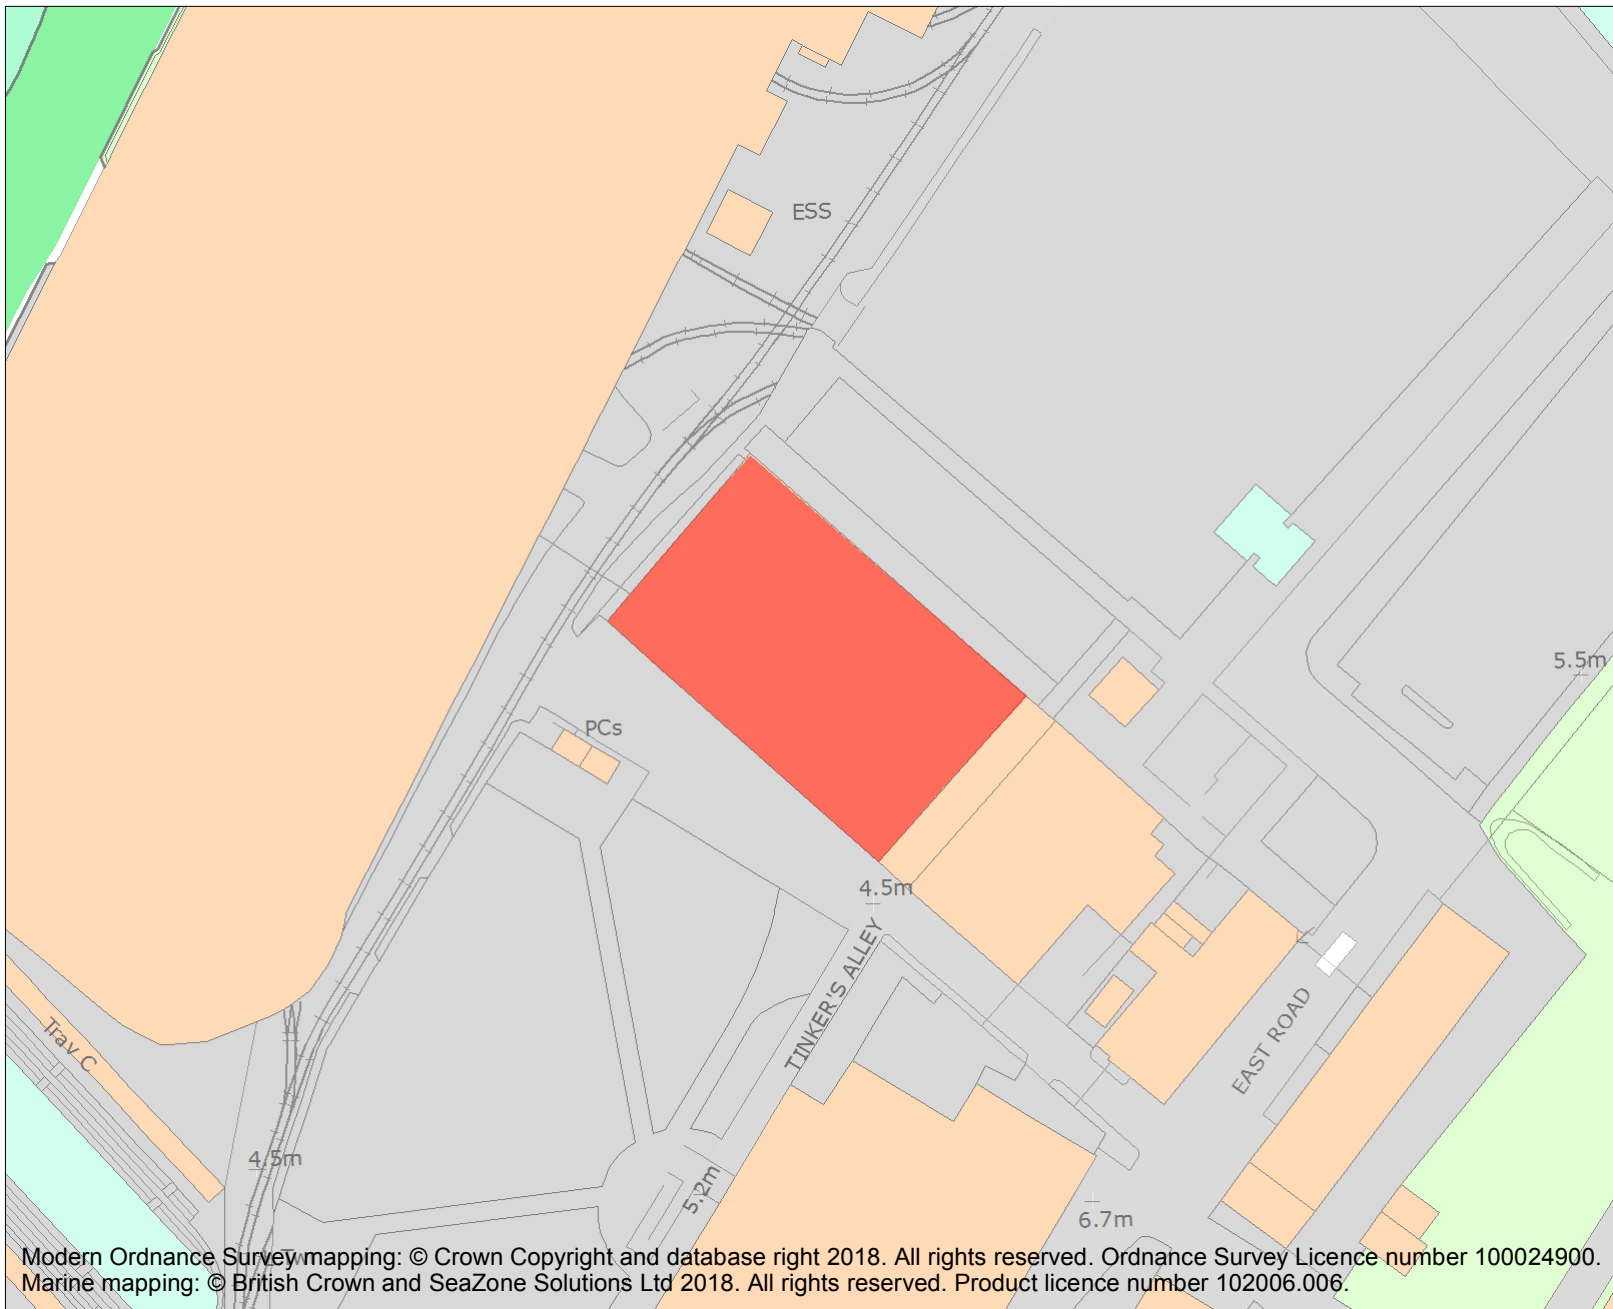 ESS
5.5m
PCs
4.5m
TINKER'S ALLEY
EAST ROAD
Trav C
4.5m
5.2m
6.7m
Tw
Modern Ordnance Survey mapping: © Crown Copyright and database right 2018. All rights reserved. Ordnance Survey Licence number 100024900.
Marine mapping: © British Crown and SeaZone Solutions Ltd 2018. All rights reserved. Product licence number 102006.006.